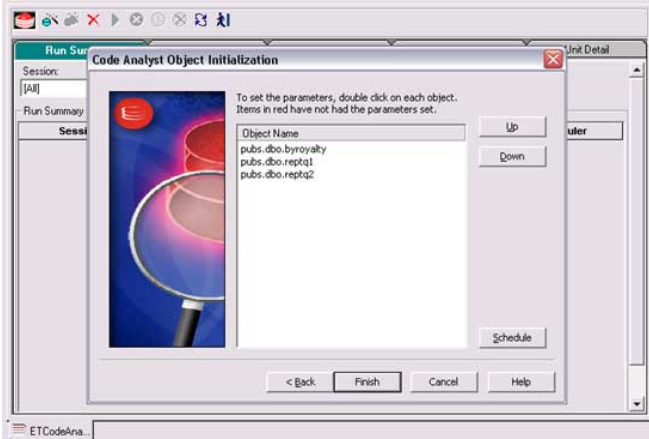 Run Sum
Unit Detail
Code Analyst Object Initialization
Session:
[All]
Run Summary
Sessi
uler
To set the parameters, double click on each object.
Items in red have not had the parameters set.
Object Name
pubs.dbo.byroyalty
pubs.dbo.reptq1
pubs.dbo.reptq2
Up
Down
Schedule
< Back
Finish
Cancel
Help
ETCodeAna...